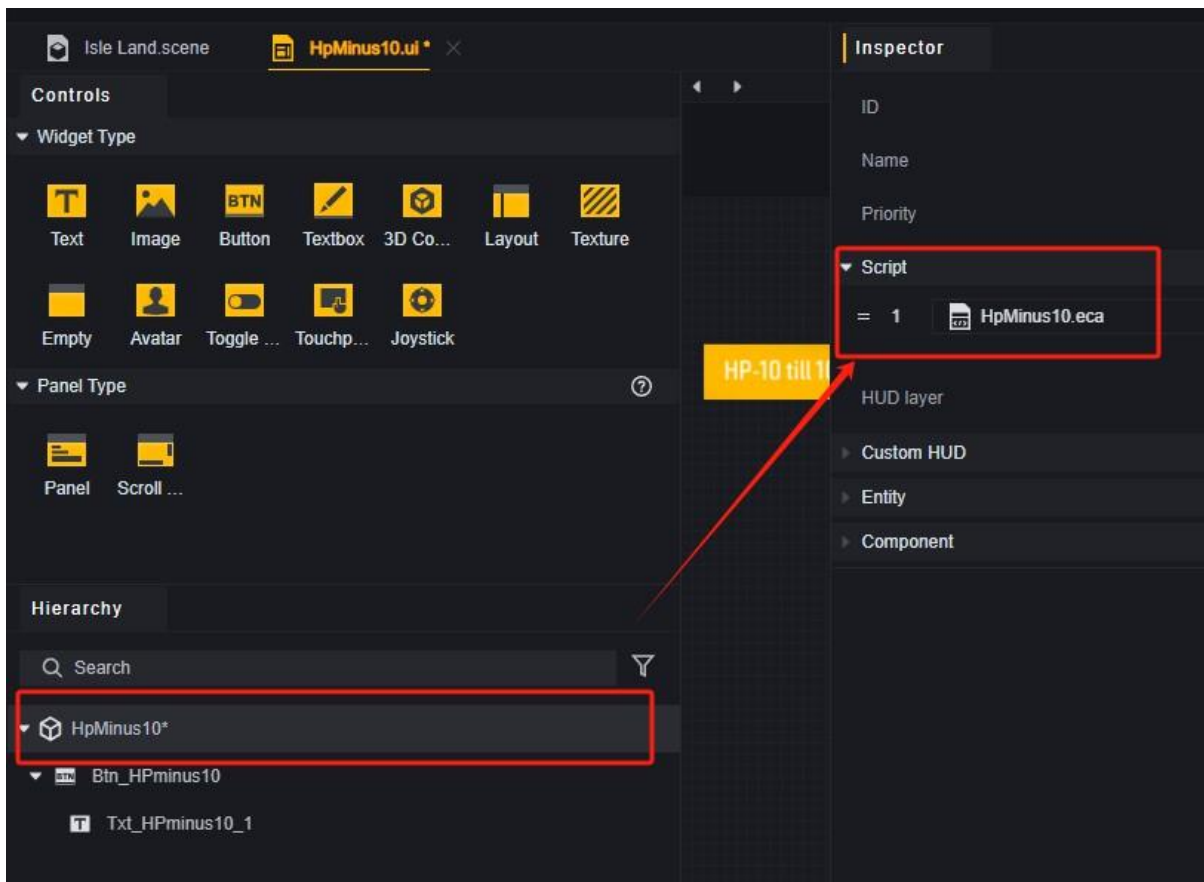 Isle Land.scene
HpMinus10.ui *
Controls
Widget Type
T
BTN
Text
Image
Button
Textbox
3D Co...
Layout
Texture
Empty
Avatar
Toggle ...
Touchp...
Joystick
Panel Type
?
Panel
Scroll ...
Hierarchy
Search
HpMinus10*
BTN
Btn_HPminus10
T
Txt_HPminus10_1
HP-10 till 1
Inspector
ID
Name
Priority
Script
= 1
HpMinus10.eca
HUD layer
Custom HUD
Entity
Component